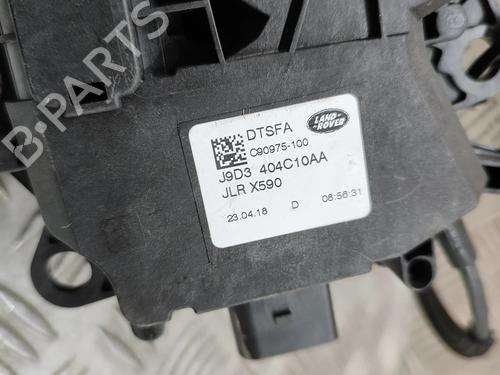 B-PARTS
DTSFA
LAND-
ROVER
C90975-100
J9D3 404C10AA
JLR X590
23.04.18 D 08:56:31